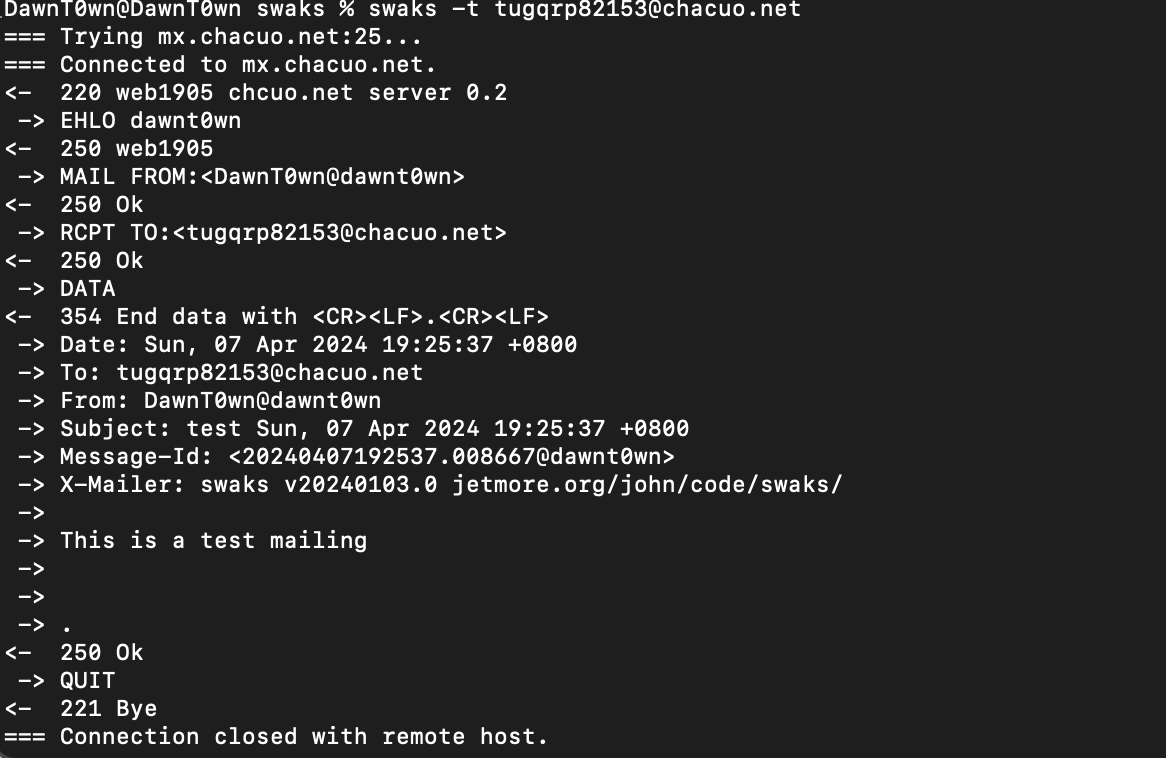 DawnT0wn@DawnT0wn swaks % swaks -t tugqrp82153@chacuo.net
=== Trying mx.chacuo.net:25...
=== Connected to mx.chacuo.net.
<-  220 web1905 chcuo.net server 0.2
 -> EHLO dawnt0wn
<-  250 web1905
 -> MAIL FROM:<DawnT0wn@dawnt0wn>
<-  250 Ok
 -> RCPT TO:<tugqrp82153@chacuo.net>
<-  250 Ok
 -> DATA
<-  354 End data with <CR><LF>.<CR><LF>
 -> Date: Sun, 07 Apr 2024 19:25:37 +0800
 -> To: tugqrp82153@chacuo.net
 -> From: DawnT0wn@dawnt0wn
 -> Subject: test Sun, 07 Apr 2024 19:25:37 +0800
 -> Message-Id: <20240407192537.008667@dawnt0wn>
 -> X-Mailer: swaks v20240103.0 jetmore.org/john/code/swaks/
 ->
 -> This is a test mailing
 ->
 ->
 -> .
<-  250 Ok
 -> QUIT
<-  221 Bye
=== Connection closed with remote host.